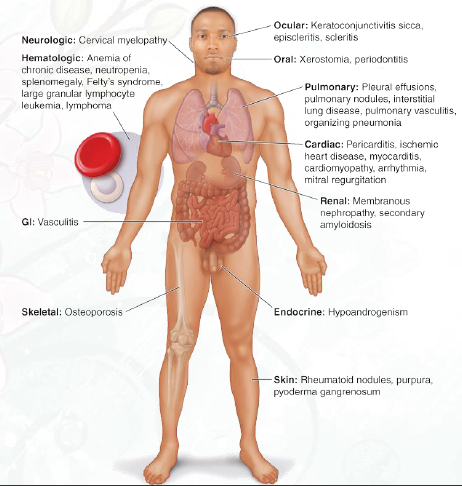 Neurologic: Cervical myelopathy
Hematologic: Anemia of
chronic disease, neutropenia,
splenomegaly, Felty's syndrome,
large granular lymphocyte
leukemia, lymphoma
GI: Vasculitis
Skeletal: Osteoporosis
Ocular: Keratoconjunctivitis sicca,
episcleritis, scleritis
Oral: Xerostomia, periodontitis
Pulmonary: Pleural effusions,
pulmonary nodules, interstitial
lung disease, pulmonary vasculitis,
organizing pneumonia
Cardiac: Pericarditis, ischemic
heart disease, myocarditis,
cardiomyopathy, arrhythmia,
mitral regurgitation
Renal: Membranous
nephropathy, secondary
amyloidosis
Endocrine: Hypoandrogenism
Skin: Rheumatoid nodules, purpura,
pyoderma gangrenosum